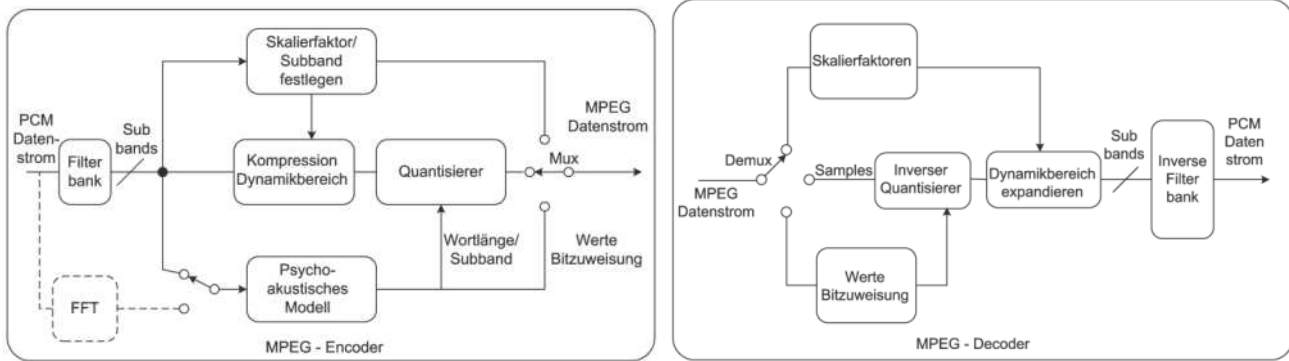 Skalierfaktor/
Subband
festlegen
PCM
Daten-
strom
Sub
bands
Filter
bank
Kompression
Dynamikbereich
Quantisierer
MPEG
Datenstrom
Mux
Wortlänge/
Subband
Werte
Bitzuweisung
FFT
Psycho-
akustisches
Modell
MPEG - Encoder
Skalierfaktoren
Demux
MPEG
Datenstrom
Samples
Inverser
Quantisierer
Dynamikbereich
expandieren
Sub
bands
Inverse
Filter
bank
PCM
Daten
strom
Werte
Bitzuweisung
MPEG - Decoder